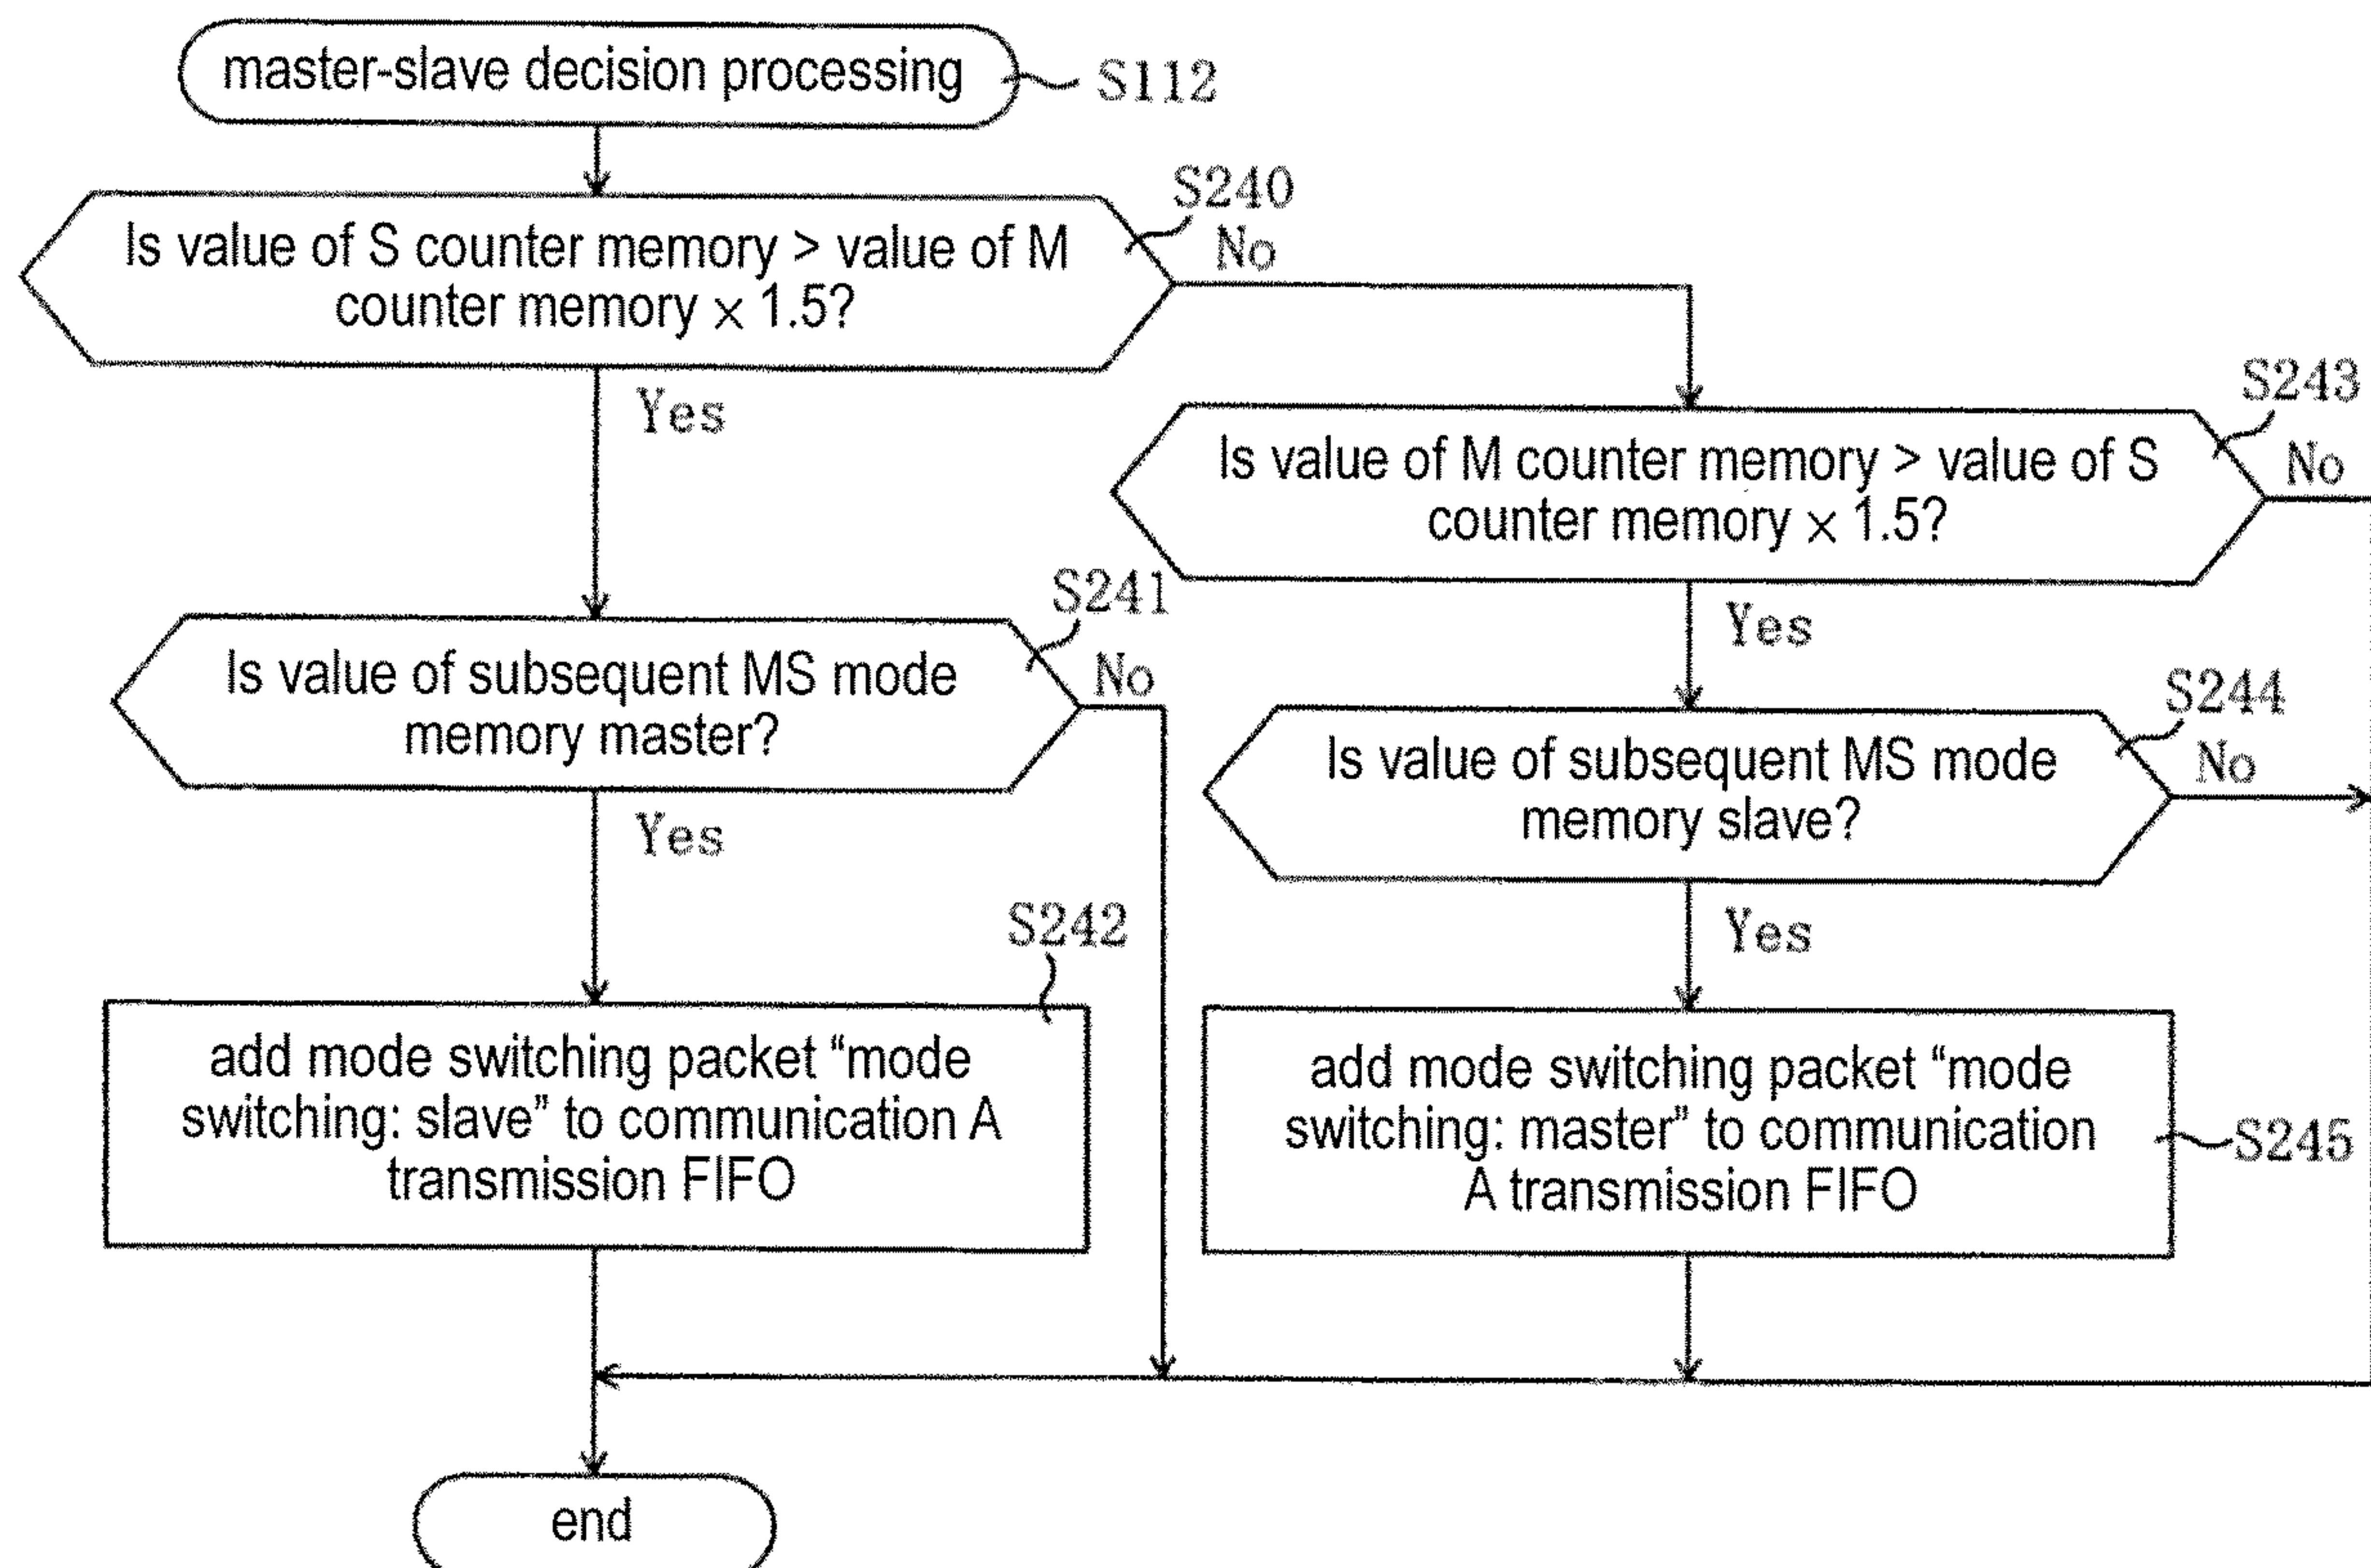 master-slave decision processing
S112
S240
Is value of S counter memory > value of M
counter memory × 1.5?
No
Yes
S243
Is value of M counter memory > value of S
counter memory × 1.5?
No
Yes
S241
Is value of subsequent MS mode
memory master?
No
Yes
S244
Is value of subsequent MS mode
memory slave?
No
Yes
S242
add mode switching packet “mode
switching: slave” to communication A
transmission FIFO
add mode switching packet “mode
switching: master” to communication
A transmission FIFO
S245
end